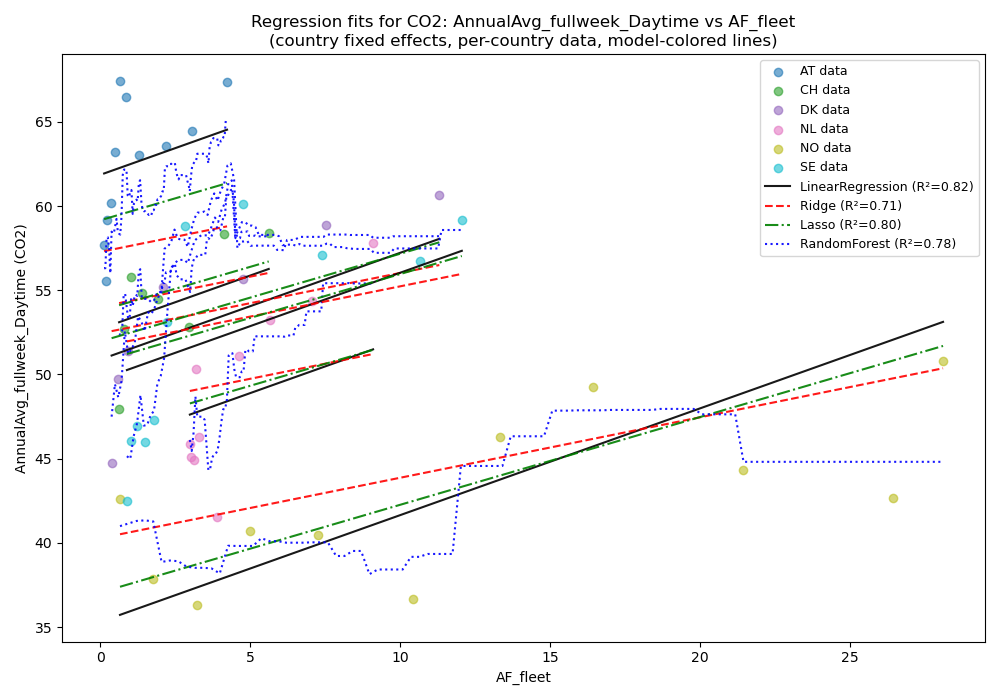 Regression fits for CO2: AnnualAvg_fullweek_Daytime vs AF_fleet
(country fixed effects, per-country data, model-colored lines)
AT data
CH data
DK data
NL data
NO data
SE data
LinearRegression (R²=0.82)
Ridge (R²=0.71)
Lasso (R²=0.80)
RandomForest (R²=0.78)
AnnualAvg_fullweek_Daytime (CO2)
65
60
55
50
45
40
35
0
5
10
15
20
25
AF_fleet